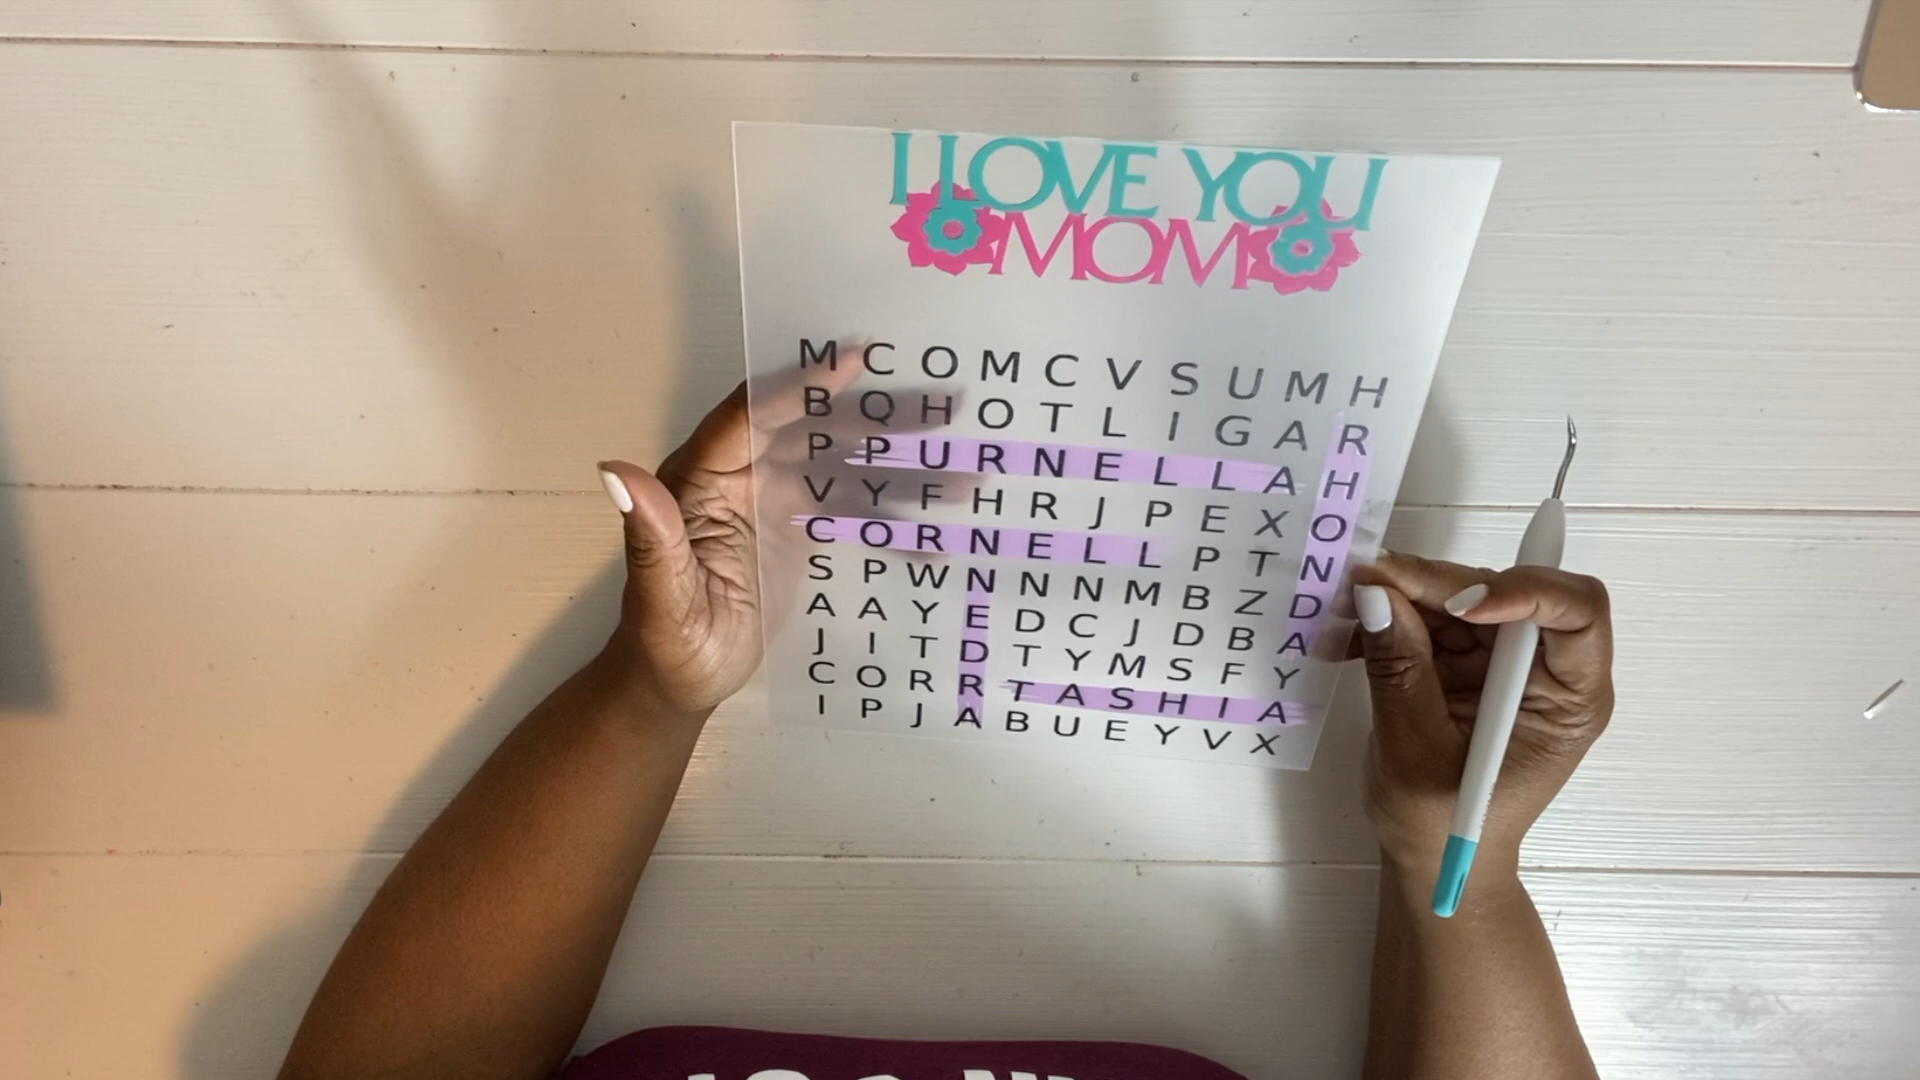 I LOVE YOU
MOM
M C O M C V S U M H
B Q H O T L I G A R
P P U R N E L L A H
V Y F H R J P E X O
C O R N E L L P T N
S P W N N N M B Z D
A A Y E D C J D B A
J I T D T Y M S F Y
C O R R T A S H I A
I P J A B U E Y V X